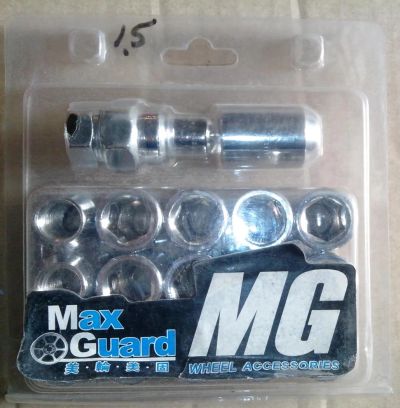 1.5
Max
Guard
美·輪·美·固
MG
WHEEL ACCESSORIES